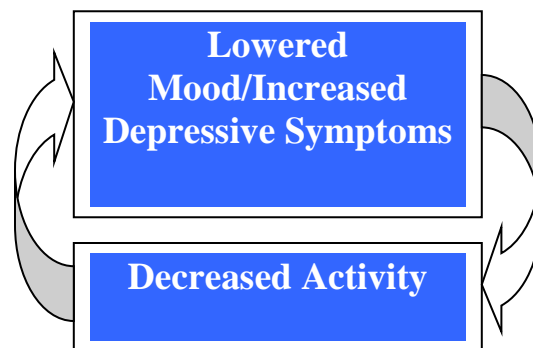 Lowered
Mood/Increased
Depressive Symptoms
Decreased Activity